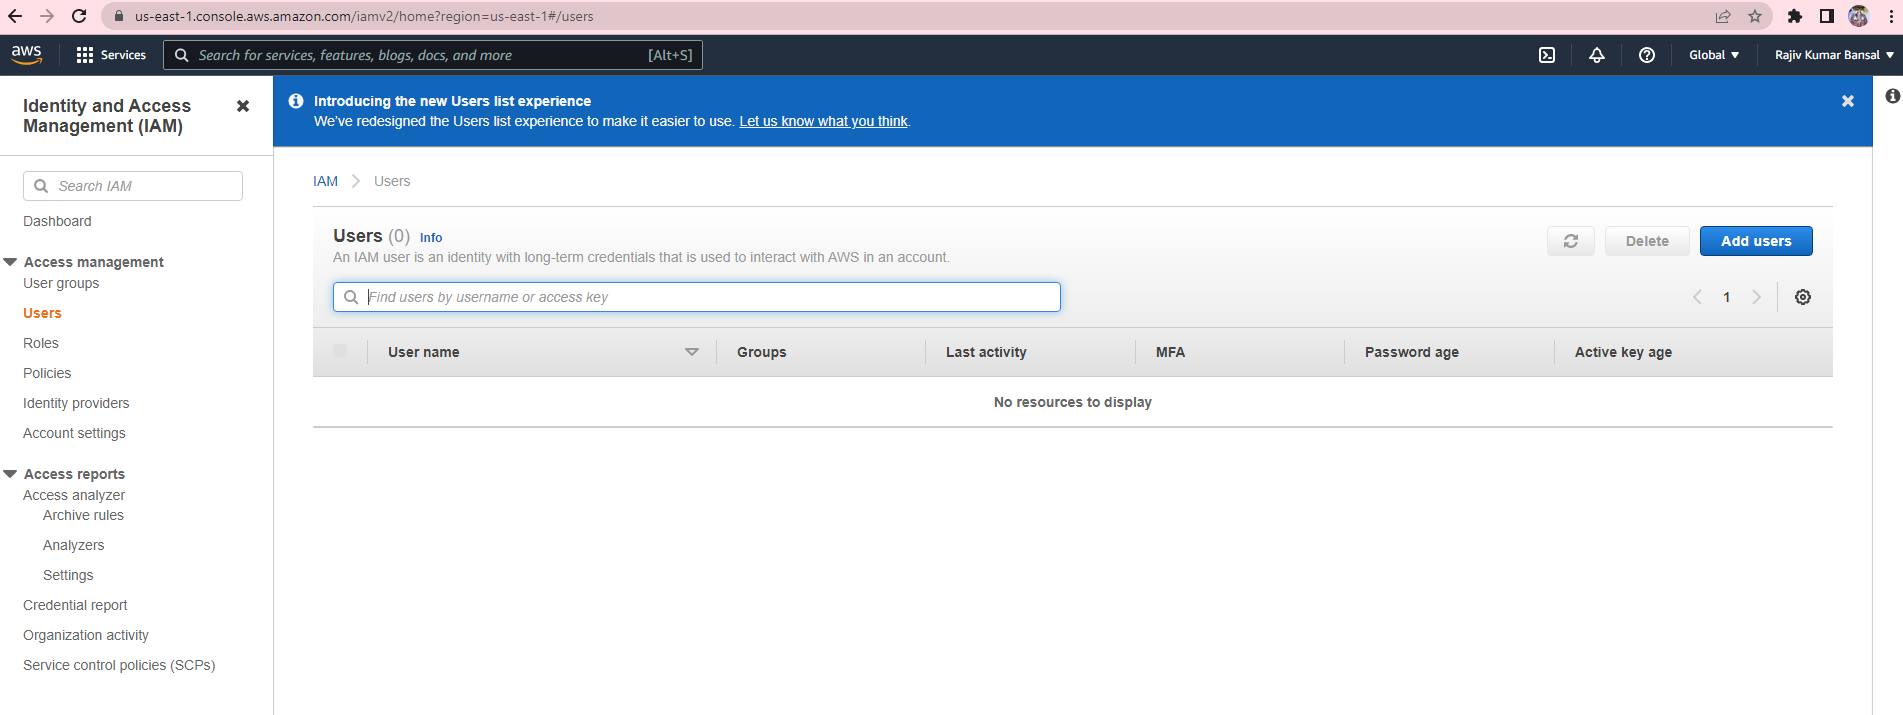 us-east-1.console.aws.amazon.com/iamv2/home?region=us-east-1#/users
aws
Services
Search for services, features, blogs, docs, and more
[Alt+S]
Global
Rajiv Kumar Bansal
Identity and Access
Management (IAM)
Search IAM
Dashboard
Access management
User groups
Users
Roles
Policies
Identity providers
Account settings
Access reports
Access analyzer
Archive rules
Analyzers
Settings
Credential report
Organization activity
Service control policies (SCPs)
Introducing the new Users list experience
We've redesigned the Users list experience to make it easier to use. Let us know what you think.
IAM > Users
Users (0) Info
An IAM user is an identity with long-term credentials that is used to interact with AWS in an account.
Delete
Add users
Find users by username or access key
1
User name
Groups
Last activity
MFA
Password age
Active key age
No resources to display